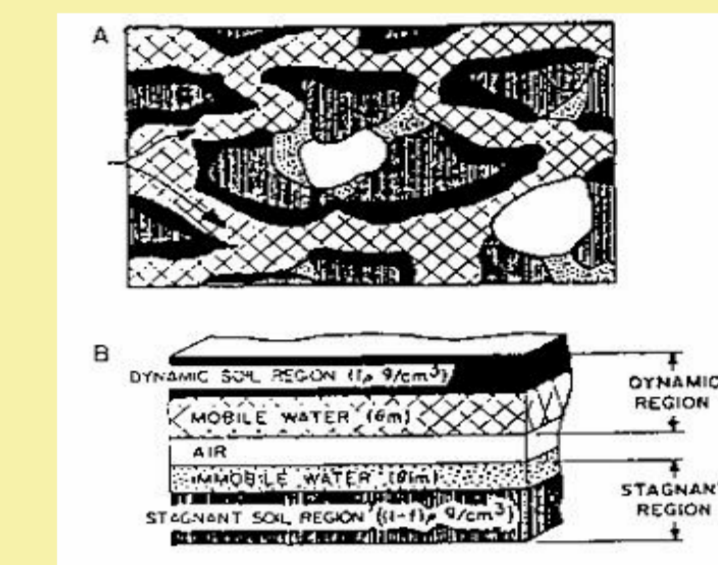 A
B
DYNAMIC SOIL REGION (fρ g/cm³)
DYNAMIC
REGION
MOBILE WATER (θm)
AIR
IMMOBILE WATER (θim)
STAGNANT
REGION
STAGNANT SOIL REGION ((1-f)ρ g/cm³)